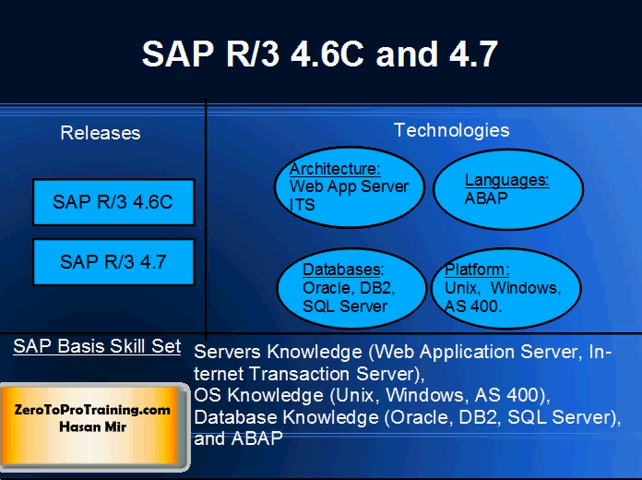 SAP R/3 4.6C and 4.7
Releases
Technologies
SAP R/3 4.6C
SAP R/3 4.7
Architecture:
Web App Server
ITS
Languages:
ABAP
Databases:
Oracle, DB2,
SQL Server
Platform:
Unix, Windows,
AS 400.
SAP Basis Skill Set
Servers Knowledge (Web Application Server, In-
ternet Transaction Server),
OS Knowledge (Unix, Windows, AS 400),
Database Knowledge (Oracle, DB2, SQL Server),
and ABAP
ZeroToProTraining.com
Hasan Mir